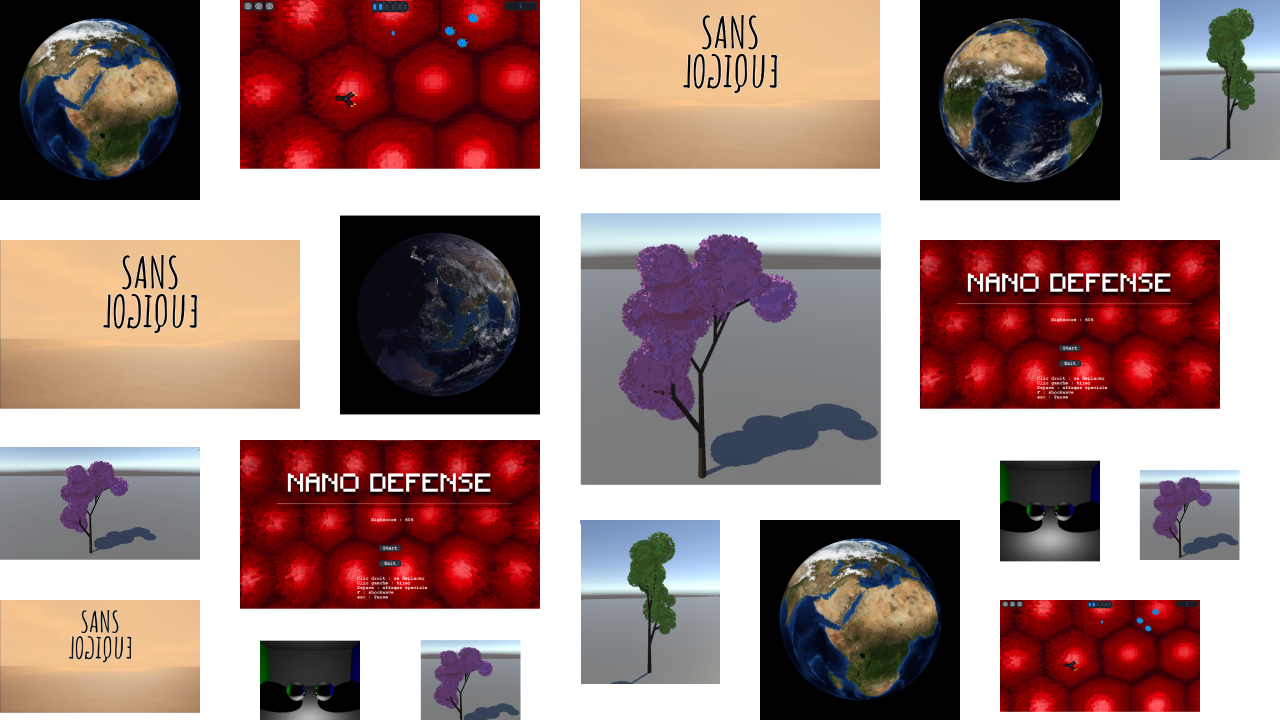 SANS
LOGIQUE
SANS
LOGIQUE
NANO DEFENSE
Highscore : 605
Start
Exit
Clic droit : se deplacer
Clic gauche : tirer
Espace : attaque speciale
F : shockwave
esc : Pause
NANO DEFENSE
Highscore : 605
Start
Exit
Clic droit : se deplacer
Clic gauche : tirer
Espace : attaque speciale
F : shockwave
esc : Pause
SANS
LOGIQUE